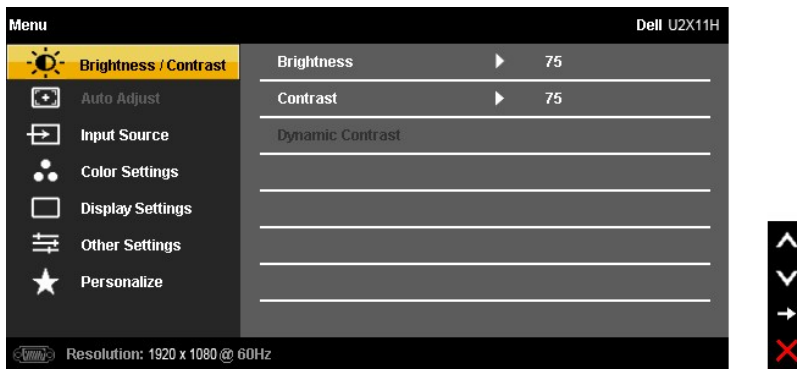 Menu Dell U2X11H
Brightness / Contrast Brightness 75
Auto Adjust Contrast 75
Input Source Dynamic Contrast
Color Settings
Display Settings
Other Settings
Personalize
Resolution: 1920 x 1080 @ 60Hz